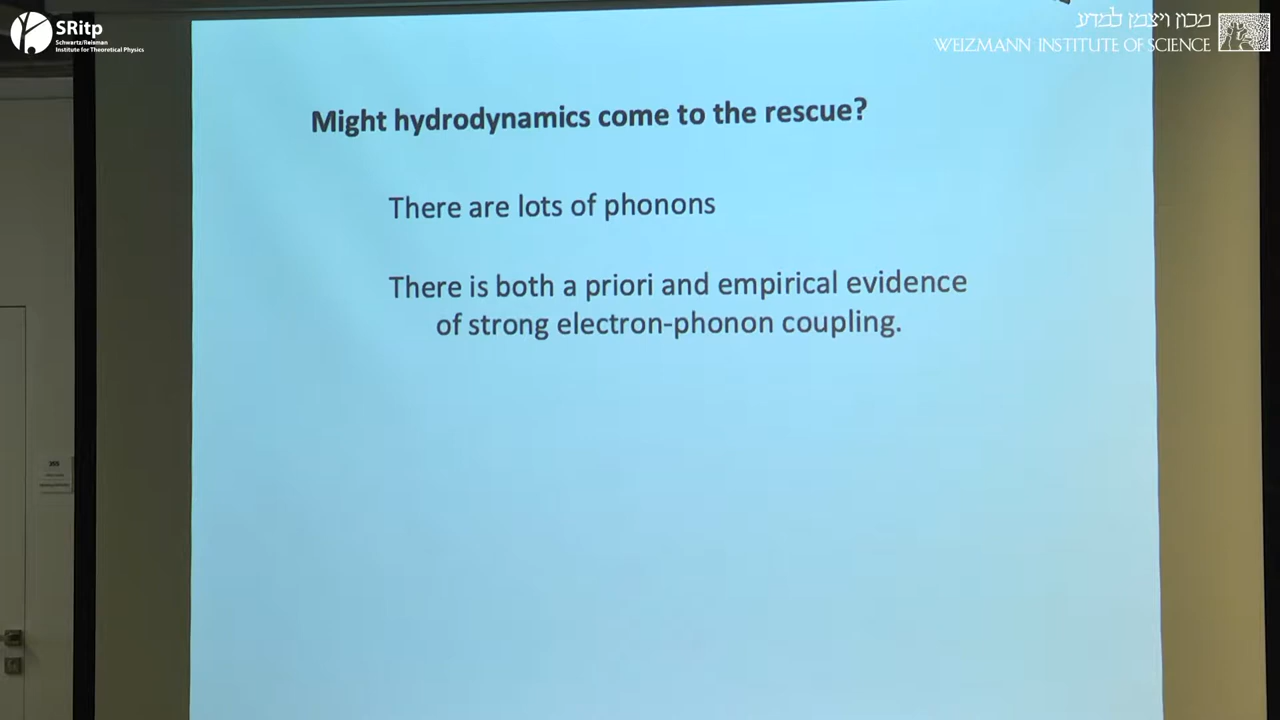 SRitp
Schwartz/Reisman
Institute for Theoretical Physics
מכון ויצמן למדע
WEIZMANN INSTITUTE OF SCIENCE
Might hydrodynamics come to the rescue?
There are lots of phonons
There is both a priori and empirical evidence
of strong electron-phonon coupling.